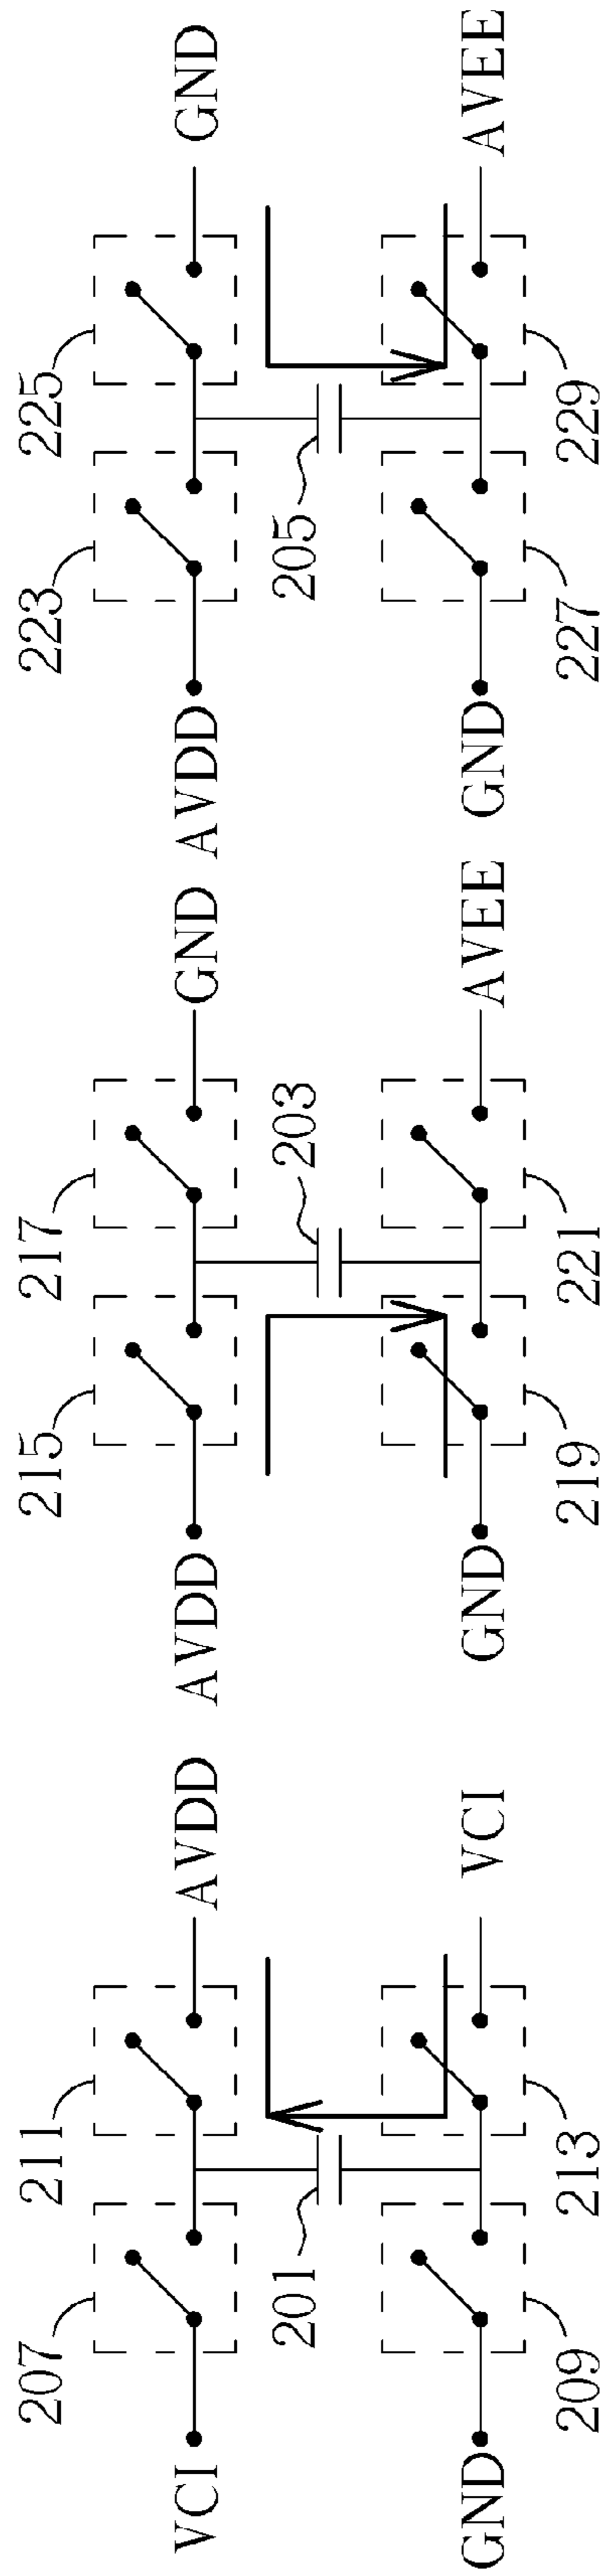 207 211 215 217 223 225
VCI AVDD AVDD GND AVDD GND
201 203 205
GND VCI GND AVEE GND AVEE
209 213 219 221 227 229